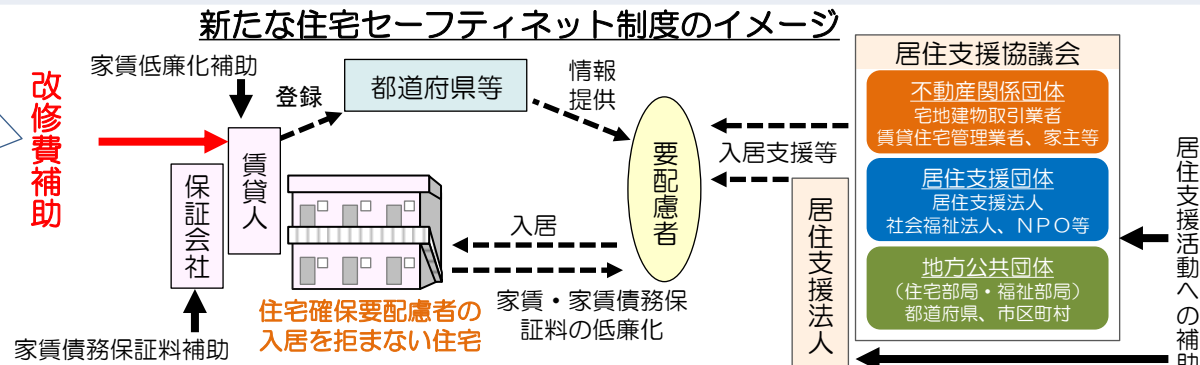 新たな住宅セーフティネット制度のイメージ
改修費補助
家賃低廉化補助
登録
都道府県等
情報
提供
賃貸人
保証会社
家賃債務保証料補助
住宅確保要配慮者の
入居を拒まない住宅
入居
家賃・家賃債務保
証料の低廉化
要配慮者
入居支援等
居住支援法人
居住支援協議会
不動産関係団体
宅地建物取引業者
賃貸住宅管理業者、家主等
居住支援団体
居住支援法人
社会福祉法人、NPO等
地方公共団体
（住宅部局・福祉部局）
都道府県、市区町村
居住支援活動への補助